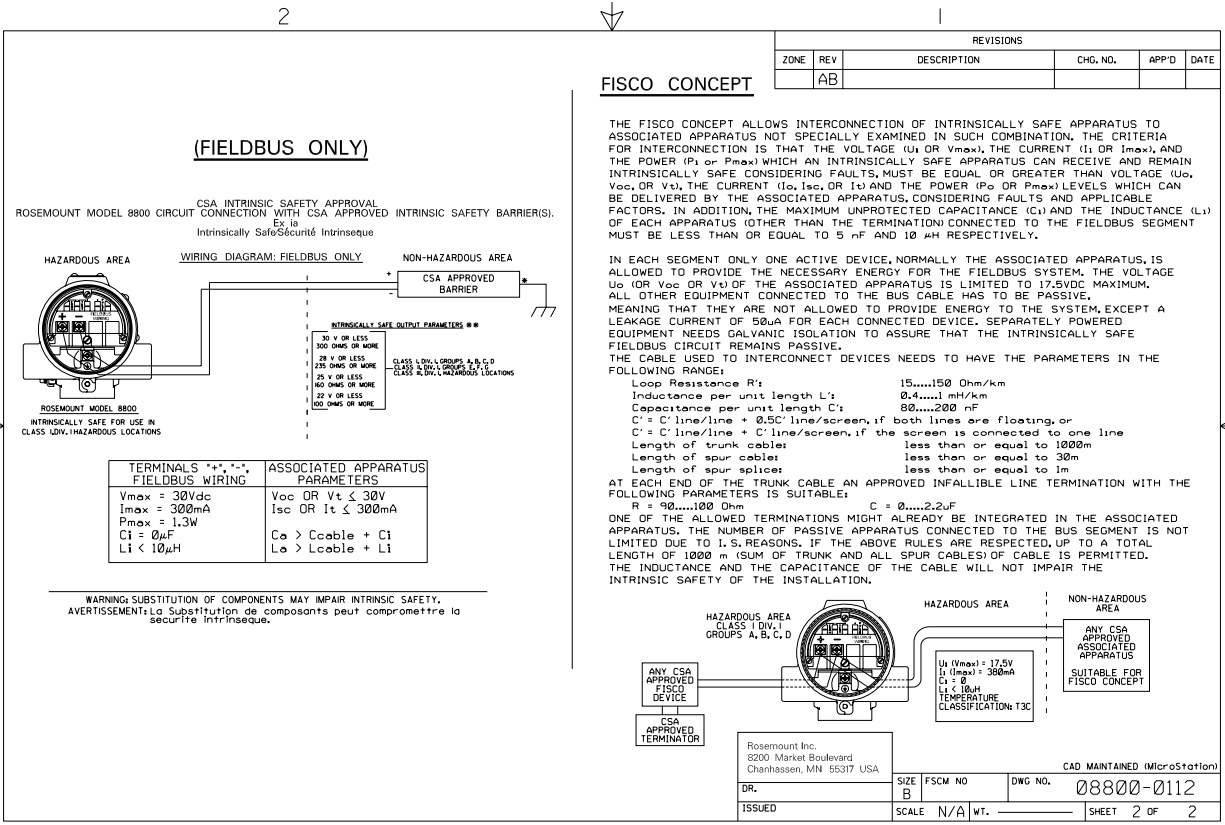 2
1
REVISIONS
ZONE REV DESCRIPTION CHG. NO. APP'D DATE
AB
(FIELDBUS ONLY)
CSA INTRINSIC SAFETY APPROVAL
ROSEMOUNT MODEL 8800 CIRCUIT CONNECTION WITH CSA APPROVED INTRINSIC SAFETY BARRIER(S).
Ex ia
Intrinsically Safe/Sécurité Intrinseque
HAZARDOUS AREA
WIRING DIAGRAM: FIELDBUS ONLY
NON-HAZARDOUS AREA
+
-
CSA APPROVED
BARRIER
*
FIELDBUS
WIRING
+ -
INTRINSICALLY SAFE OUTPUT PARAMETERS **
30 V OR LESS
300 OHMS OR MORE
28 V OR LESS
235 OHMS OR MORE
25 V OR LESS
160 OHMS OR MORE
22 V OR LESS
100 OHMS OR MORE
CLASS I, DIV. I, GROUPS A, B, C, D
CLASS II, DIV. I, GROUPS E, F, G
CLASS III, DIV. I, HAZARDOUS LOCATIONS
ROSEMOUNT MODEL 8800
INTRINSICALLY SAFE FOR USE IN
CLASS I,DIV. I HAZARDOUS LOCATIONS
TERMINALS "+", "-", FIELDBUS WIRING
ASSOCIATED APPARATUS PARAMETERS
Vmax = 30Vdc Voc OR Vt ≤ 30V
Imax = 300mA Isc OR It ≤ 300mA
Pmax = 1.3W
Ci = 0µF Ca > Ccable + Ci
Li < 10µH La > Lcable + Li
WARNING: SUBSTITUTION OF COMPONENTS MAY IMPAIR INTRINSIC SAFETY.
AVERTISSEMENT: La Substitution de composants peut compromettre la
securite intrinseque.
FISCO CONCEPT
THE FISCO CONCEPT ALLOWS INTERCONNECTION OF INTRINSICALLY SAFE APPARATUS TO
ASSOCIATED APPARATUS NOT SPECIALLY EXAMINED IN SUCH COMBINATION. THE CRITERIA
FOR INTERCONNECTION IS THAT THE VOLTAGE (Ui OR Vmax), THE CURRENT (Ii OR Imax), AND
THE POWER (Pi or Pmax) WHICH AN INTRINSICALLY SAFE APPARATUS CAN RECEIVE AND REMAIN
INTRINSICALLY SAFE CONSIDERING FAULTS, MUST BE EQUAL OR GREATER THAN VOLTAGE (Uo,
Voc, OR Vt), THE CURRENT (Io, Isc, OR It) AND THE POWER (Po OR Pmax) LEVELS WHICH CAN
BE DELIVERED BY THE ASSOCIATED APPARATUS, CONSIDERING FAULTS AND APPLICABLE
FACTORS. IN ADDITION, THE MAXIMUM UNPROTECTED CAPACITANCE (Ci) AND THE INDUCTANCE (Li)
OF EACH APPARATUS (OTHER THAN THE TERMINATION) CONNECTED TO THE FIELDBUS SEGMENT
MUST BE LESS THAN OR EQUAL TO 5 nF AND 10 µH RESPECTIVELY.
IN EACH SEGMENT ONLY ONE ACTIVE DEVICE, NORMALLY THE ASSOCIATED APPARATUS, IS
ALLOWED TO PROVIDE THE NECESSARY ENERGY FOR THE FIELDBUS SYSTEM. THE VOLTAGE
Uo (OR Voc OR Vt) OF THE ASSOCIATED APPARATUS IS LIMITED TO 17.5VDC MAXIMUM.
ALL OTHER EQUIPMENT CONNECTED TO THE BUS CABLE HAS TO BE PASSIVE,
MEANING THAT THEY ARE NOT ALLOWED TO PROVIDE ENERGY TO THE SYSTEM, EXCEPT A
LEAKAGE CURRENT OF 50uA FOR EACH CONNECTED DEVICE. SEPARATELY POWERED
EQUIPMENT NEEDS GALVANIC ISOLATION TO ASSURE THAT THE INTRINSICALLY SAFE
FIELDBUS CIRCUIT REMAINS PASSIVE.
THE CABLE USED TO INTERCONNECT DEVICES NEEDS TO HAVE THE PARAMETERS IN THE
FOLLOWING RANGE:
Loop Resistance R': 15.....150 Ohm/km
Inductance per unit length L': 0.4.....1 mH/km
Capacitance per unit length C': 80.....200 nF
C' = C' line/line + 0.5C' line/screen, if both lines are floating, or
C' = C' line/line + C' line/screen, if the screen is connected to one line
Length of trunk cable: less than or equal to 1000m
Length of spur cable: less than or equal to 30m
Length of spur splice: less than or equal to 1m
AT EACH END OF THE TRUNK CABLE AN APPROVED INFALLIBLE LINE TERMINATION WITH THE
FOLLOWING PARAMETERS IS SUITABLE:
R = 90.....100 Ohm C = 0.....2.2uF
ONE OF THE ALLOWED TERMINATIONS MIGHT ALREADY BE INTEGRATED IN THE ASSOCIATED
APPARATUS. THE NUMBER OF PASSIVE APPARATUS CONNECTED TO THE BUS SEGMENT IS NOT
LIMITED DUE TO I. S. REASONS. IF THE ABOVE RULES ARE RESPECTED, UP TO A TOTAL
LENGTH OF 1000 m (SUM OF TRUNK AND ALL SPUR CABLES) OF CABLE IS PERMITTED.
THE INDUCTANCE AND THE CAPACITANCE OF THE CABLE WILL NOT IMPAIR THE
INTRINSIC SAFETY OF THE INSTALLATION.
HAZARDOUS AREA
CLASS I DIV. I
GROUPS A, B, C, D
HAZARDOUS AREA
NON-HAZARDOUS
AREA
FIELDBUS
WIRING
+ -
ANY CSA
APPROVED
ASSOCIATED
APPARATUS
SUITABLE FOR
FISCO CONCEPT
ANY CSA
APPROVED
FISCO
DEVICE
CSA
APPROVED
TERMINATOR
Ui (Vmax) = 17.5V
Ii (Imax) = 380mA
Ci = 0
Li < 10uH
TEMPERATURE
CLASSIFICATION: T3C
Rosemount Inc.
8200 Market Boulevard
Chanhassen, MN 55317 USA
CAD MAINTAINED (MicroStation)
DR.
ISSUED
SIZE B
FSCM NO
DWG NO. 08800-0112
SCALE N/A WT. SHEET 2 OF 2